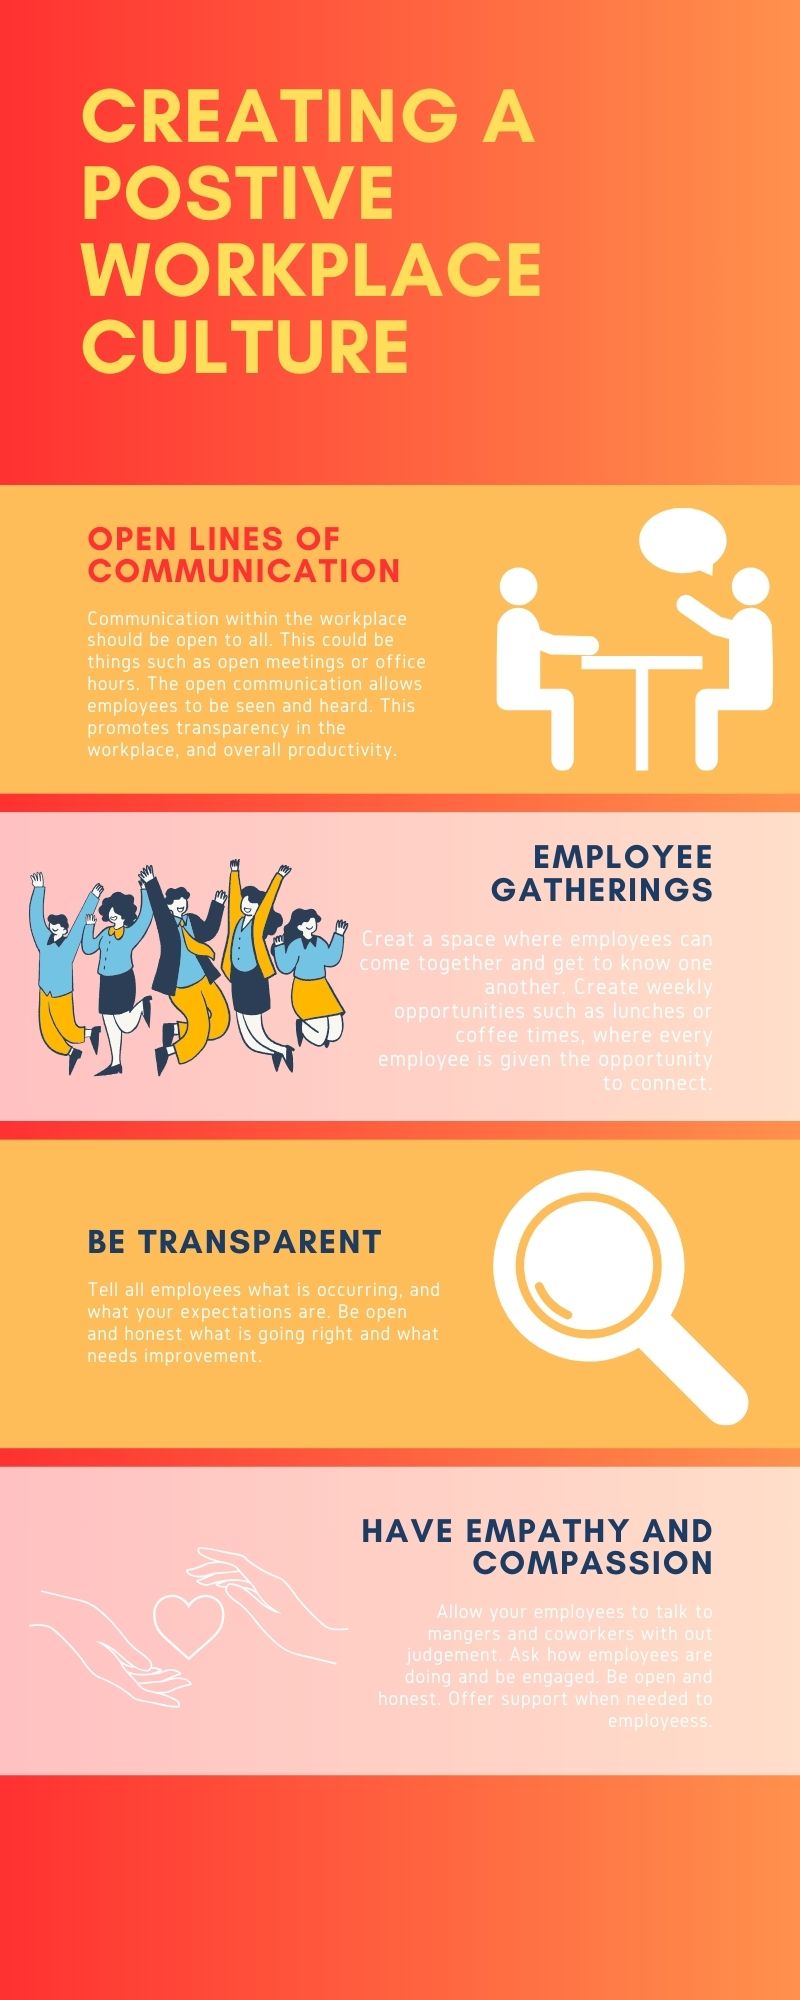 CREATING A
POSTIVE
WORKPLACE
CULTURE
OPEN LINES OF
COMMUNICATION
Communication within the workplace
should be open to all. This could be
things such as open meetings or office
hours. The open communication allows
employees to be seen and heard. This
promotes transparency in the
workplace, and overall productivity.
EMPLOYEE
GATHERINGS
Creat a space where employees can
come together and get to know one
another. Create weekly
opportunities such as lunches or
coffee times, where every
employee is given the opportunity
to connect.
BE TRANSPARENT
Tell all employees what is occurring, and
what your expectations are. Be open
and honest what is going right and what
needs improvement.
HAVE EMPATHY AND
COMPASSION
Allow your employees to talk to
mangers and coworkers with out
judgement. Ask how employees are
doing and be engaged. Be open and
honest. Offer support when needed to
employeess.